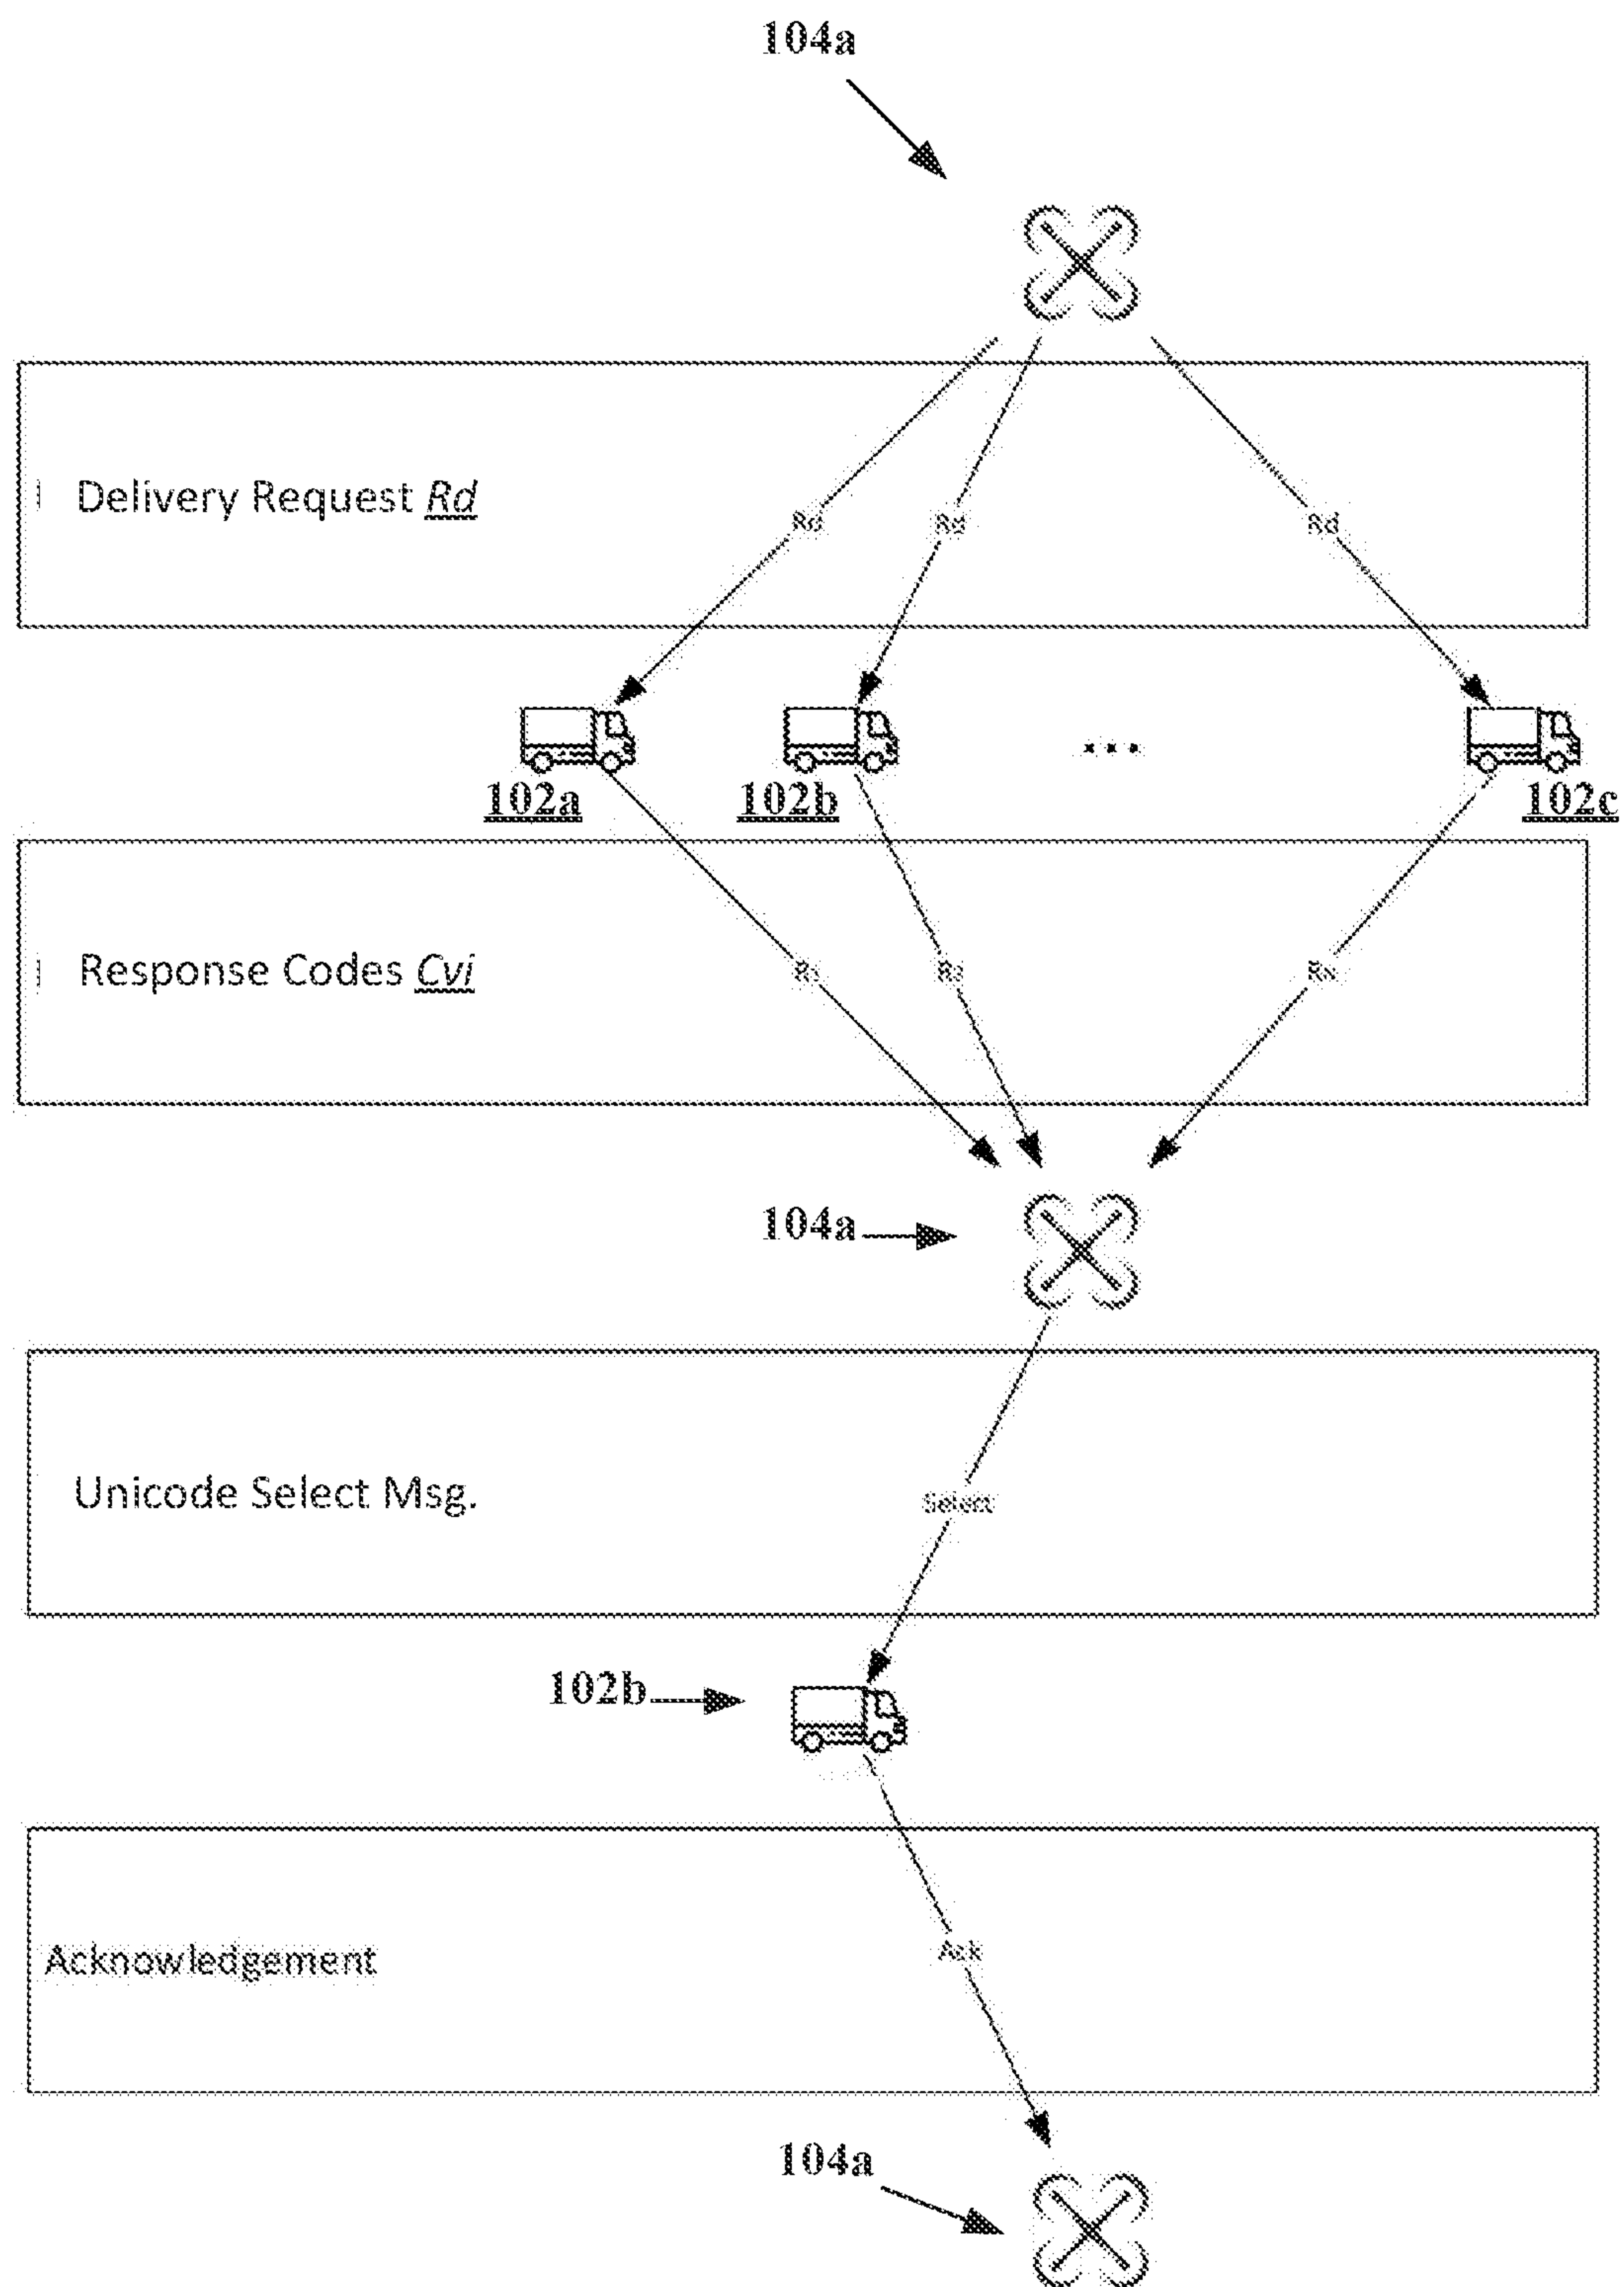 104a
Delivery Request Rd
Rd Rd Rd
...
102a 102b 102c
Response Codes Cvi
104a
Unicode Select Msg.
Select
102b
Acknowledgement
Ack
104a